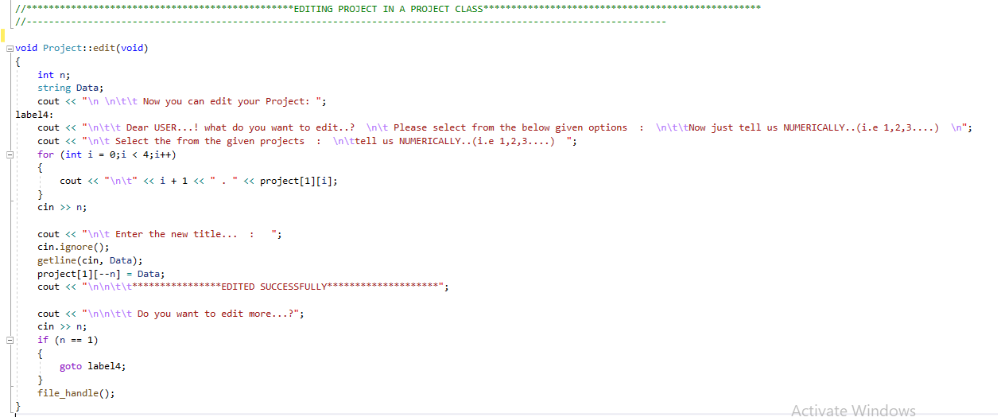 //************************************************EDITING PROJECT IN A PROJECT CLASS**************************************************
//---------------------------------------------------------------------------------------
void Project::edit(void)
{
int n;
string Data;
cout << "\n \n\t\t Now you can edit your Project: ";
label4:
cout << "\n\t\t Dear USER...! what do you want to edit..?  \n\t Please select from the below given options  :  \n\t\tNow just tell us NUMERICALLY..(i.e 1,2,3....)  \n";
cout << "\n\t Select the from the given projects  :  \n\ttell us NUMERICALLY..(i.e 1,2,3....)  ";
for (int i = 0;i < 4;i++)
{
cout << "\n\t" << i + 1 << " . " << project[1][i];
}
cin >> n;
cout << "\n\t Enter the new title...  :   ";
cin.ignore();
getline(cin, Data);
project[1][--n] = Data;
cout << "\n\n\t\t****************EDITED SUCCESSFULLY********************";
cout << "\n\n\t\t Do you want to edit more...?";
cin >> n;
if (n == 1)
{
goto label4;
}
file_handle();
}
Activate Windows